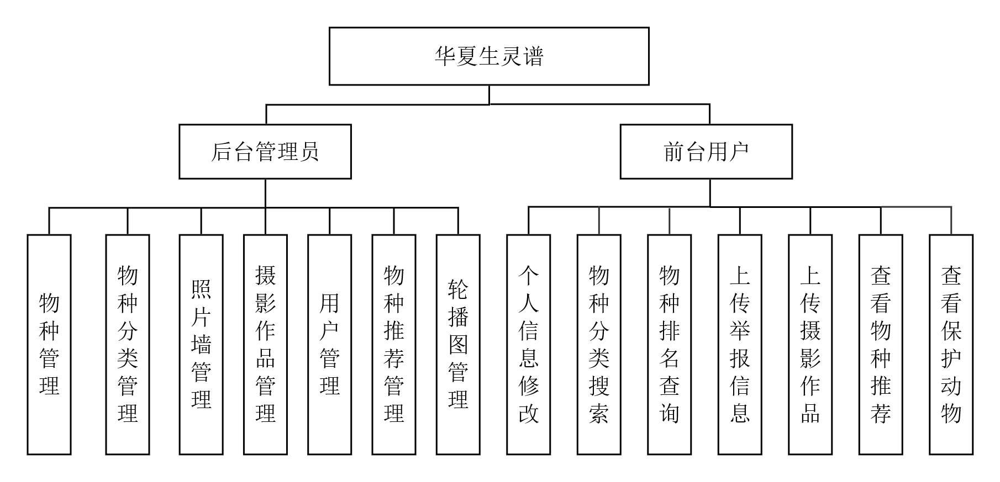 华夏生灵谱
后台管理员
前台用户
物种管理
物种分类管理
照片墙管理
摄影作品管理
用户管理
物种推荐管理
轮播图管理
个人信息修改
物种分类搜索
物种排名查询
上传举报信息
上传摄影作品
查看物种推荐
查看保护动物